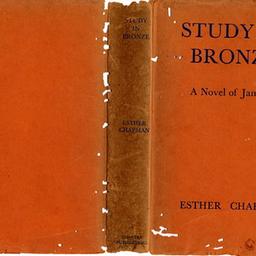 STUDY
IN
BRONZE
ESTHER
CHAPMAN
STUDY
BRONZ
A Novel of Jam
ESTHER CHAP